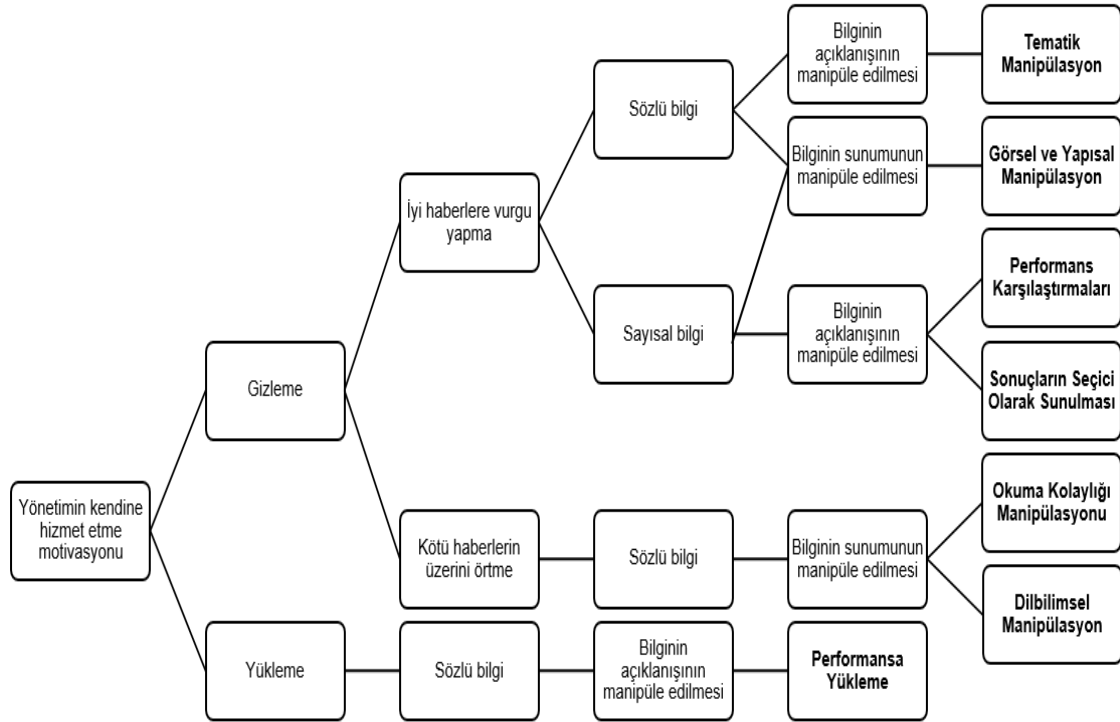 Bilginin
açıklanışının
manipüle edilmesi
Tematik
Manipülasyon
Sözlü bilgi
Bilginin sunumunun
manipüle edilmesi
Görsel ve Yapısal
Manipülasyon
İyi haberlere vurgu
yapma
Performans
Karşılaştırmaları
Sayısal bilgi
Bilginin
açıklanışının
manipüle edilmesi
Gizleme
Sonuçların Seçici
Olarak Sunulması
Yönetimin kendine
hizmet etme
motivasyonu
Okuma Kolaylığı
Manipülasyonu
Kötü haberlerin
üzerini örtme
Sözlü bilgi
Bilginin sunumunun
manipüle edilmesi
Dilbilimsel
Manipülasyon
Yükleme
Sözlü bilgi
Bilginin
açıklanışının
manipüle edilmesi
Performansa
Yükleme